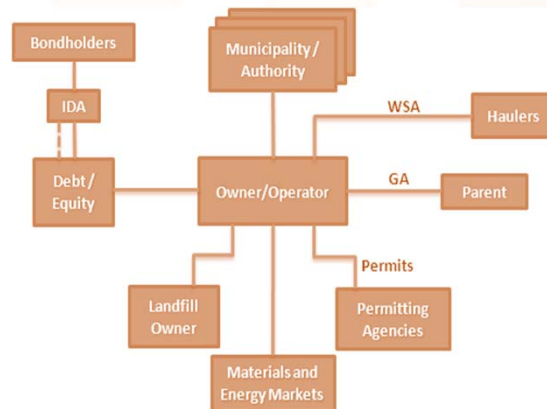 Bondholders
Municipality /
Authority
IDA
WSA
Haulers
Debt/
Equity
Owner/Operator
GA
Parent
Permits
Landfill
Owner
Permitting
Agencies
Materials and
Energy Markets